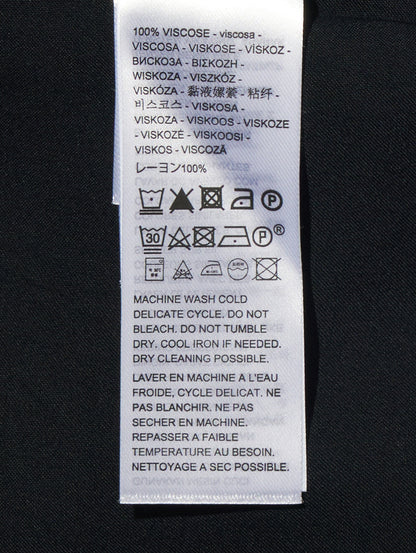 100% VISCOSE - viscosa -
VISCOSA - VISKOSE - VÍSKOZ -
ВИСКОЗА - ΒΙΣΚΟΖΗ -
WISKOZA - VISZKÓZ -
VISKÓZA - 黏液嫘縈 - 粘纤 -
비스코스 - VISKOSA -
VISKOZA - VISKOOS - VISKOZE
- VISKOZĖ - VISKOOSI -
VISKOS - VISCOZĂ
レーヨン100%
P
30 P ®
MACHINE WASH COLD
DELICATE CYCLE. DO NOT
BLEACH. DO NOT TUMBLE
DRY. COOL IRON IF NEEDED.
DRY CLEANING POSSIBLE.
LAVER EN MACHINE A L'EAU
FROIDE, CYCLE DELICAT. NE
PAS BLANCHIR. NE PAS
SECHER EN MACHINE.
REPASSER A FAIBLE
TEMPERATURE AU BESOIN.
NETTOYAGE A SEC POSSIBLE.